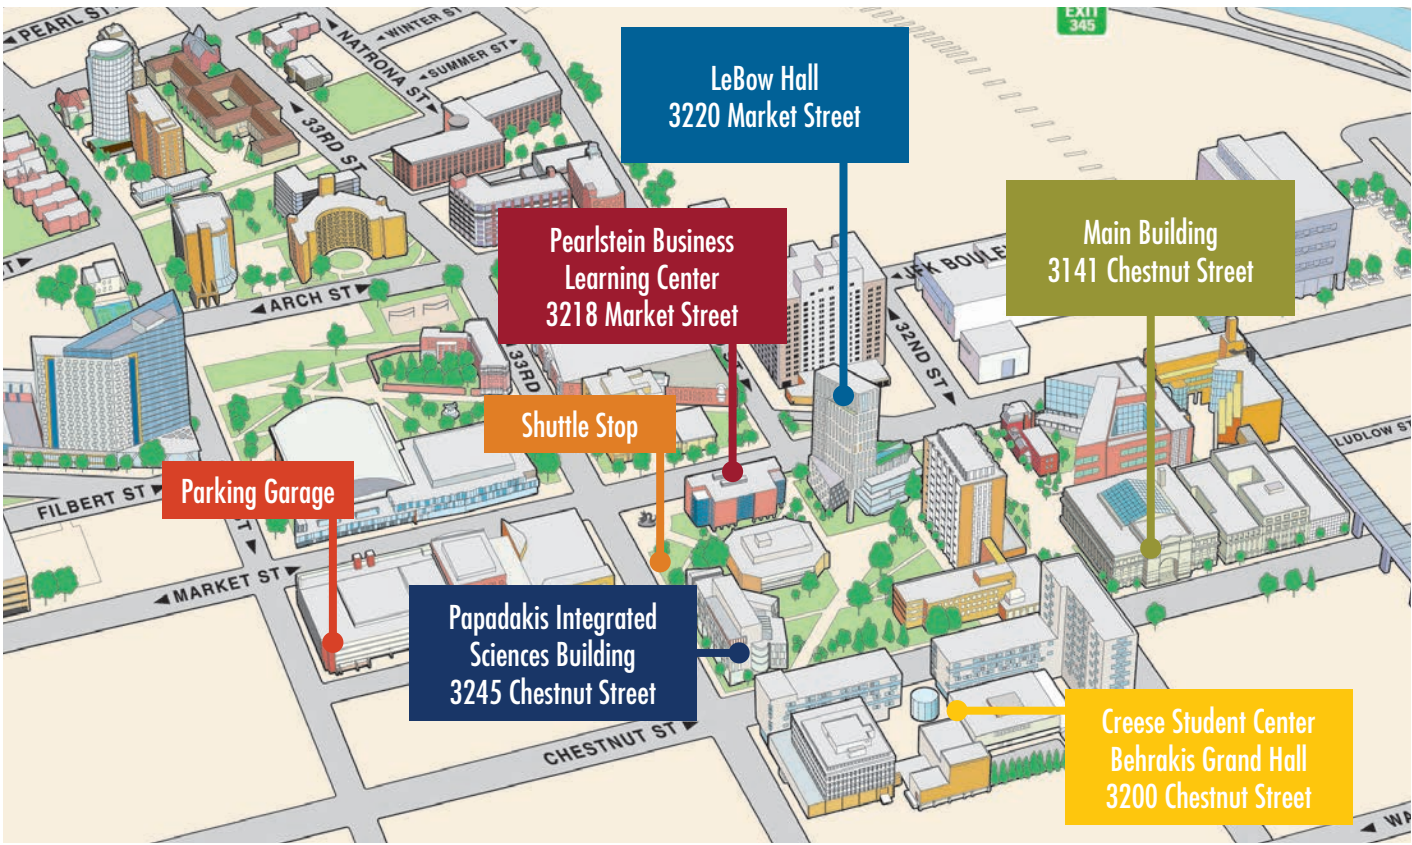 PEARL ST.
WINTER ST
NATRONA ST
SUMMER ST
EXIT
345
33RD ST
LeBow Hall
3220 Market Street
Main Building
3141 Chestnut Street
Pearlstein Business
Learning Center
3218 Market Street
JFK BOULE
ARCH ST
32ND ST
33RD
ST
Shuttle Stop
LUDLOW ST
Parking Garage
FILBERT ST
ST
MARKET ST
Papadakis Integrated
Sciences Building
3245 Chestnut Street
CHESTNUT ST
Creese Student Center
Behrakis Grand Hall
3200 Chestnut Street
WA